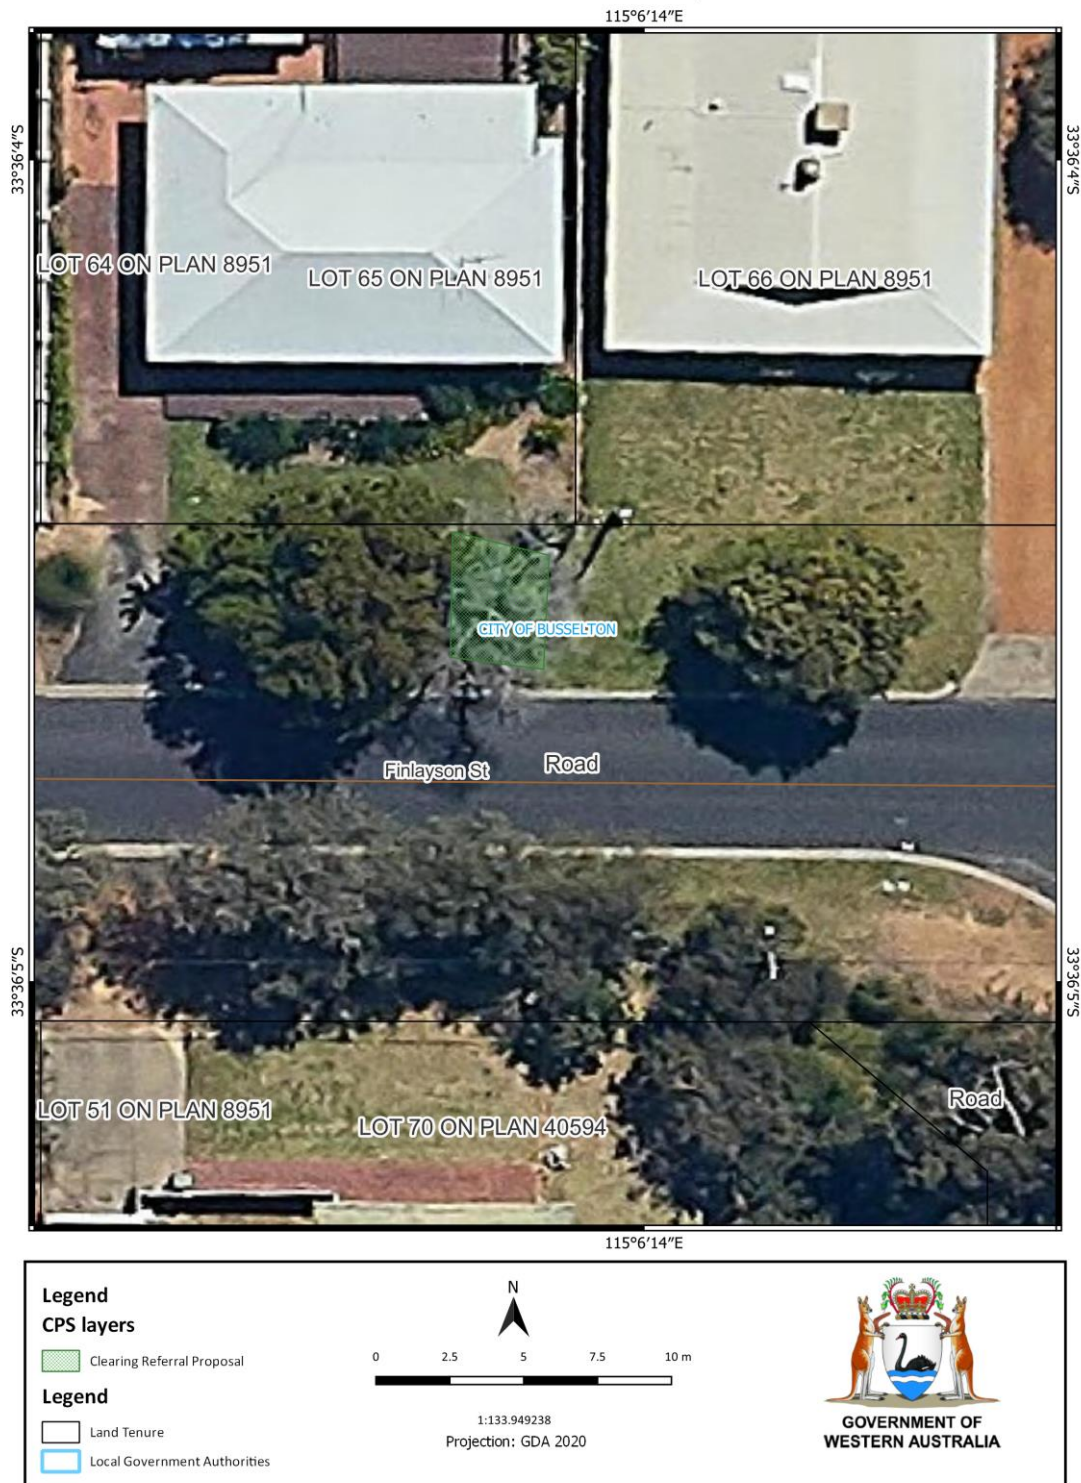 115°6'14"E
33°36'4"S
33°36'4"S
LOT 64 ON PLAN 8951
LOT 65 ON PLAN 8951
LOT 66 ON PLAN 8951
CITY OF BUSSELTON
Finlayson St
Road
33°36'5"S
33°36'5"S
LOT 51 ON PLAN 8951
LOT 70 ON PLAN 40594
Road
115°6'14"E
Legend
CPS layers
Clearing Referral Proposal
Legend
Land Tenure
Local Government Authorities
N
0 2.5 5 7.5 10 m
1:133.949238
Projection: GDA 2020
GOVERNMENT OF
WESTERN AUSTRALIA